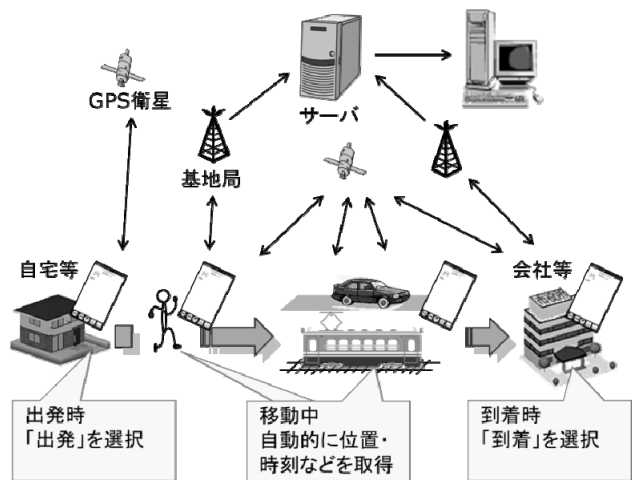 GPS衛星
サーバ
基地局
自宅等
会社等
出発時
「出発」を選択
移動中
自動的に位置・
時刻などを取得
到着時
「到着」を選択